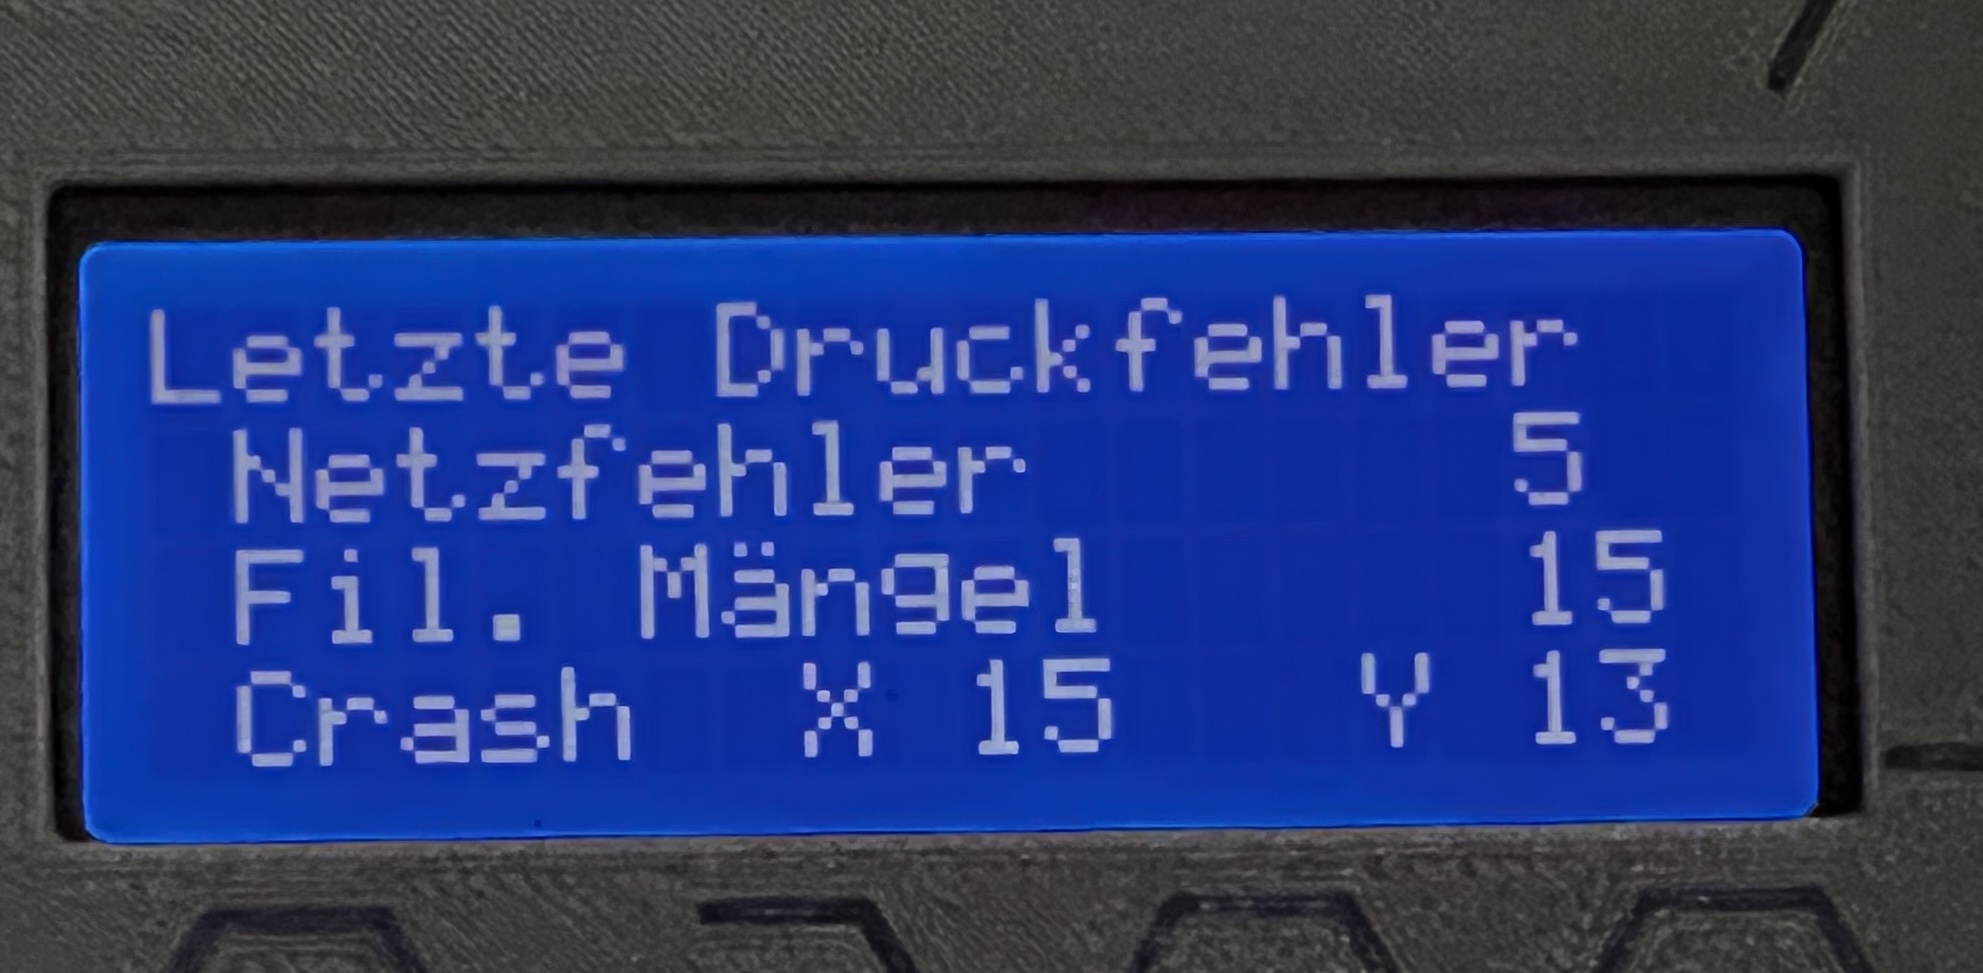 Letzte Druckfehler
Netzfehler 5
Fil. Mängel 15
Crash X 15 Y 13